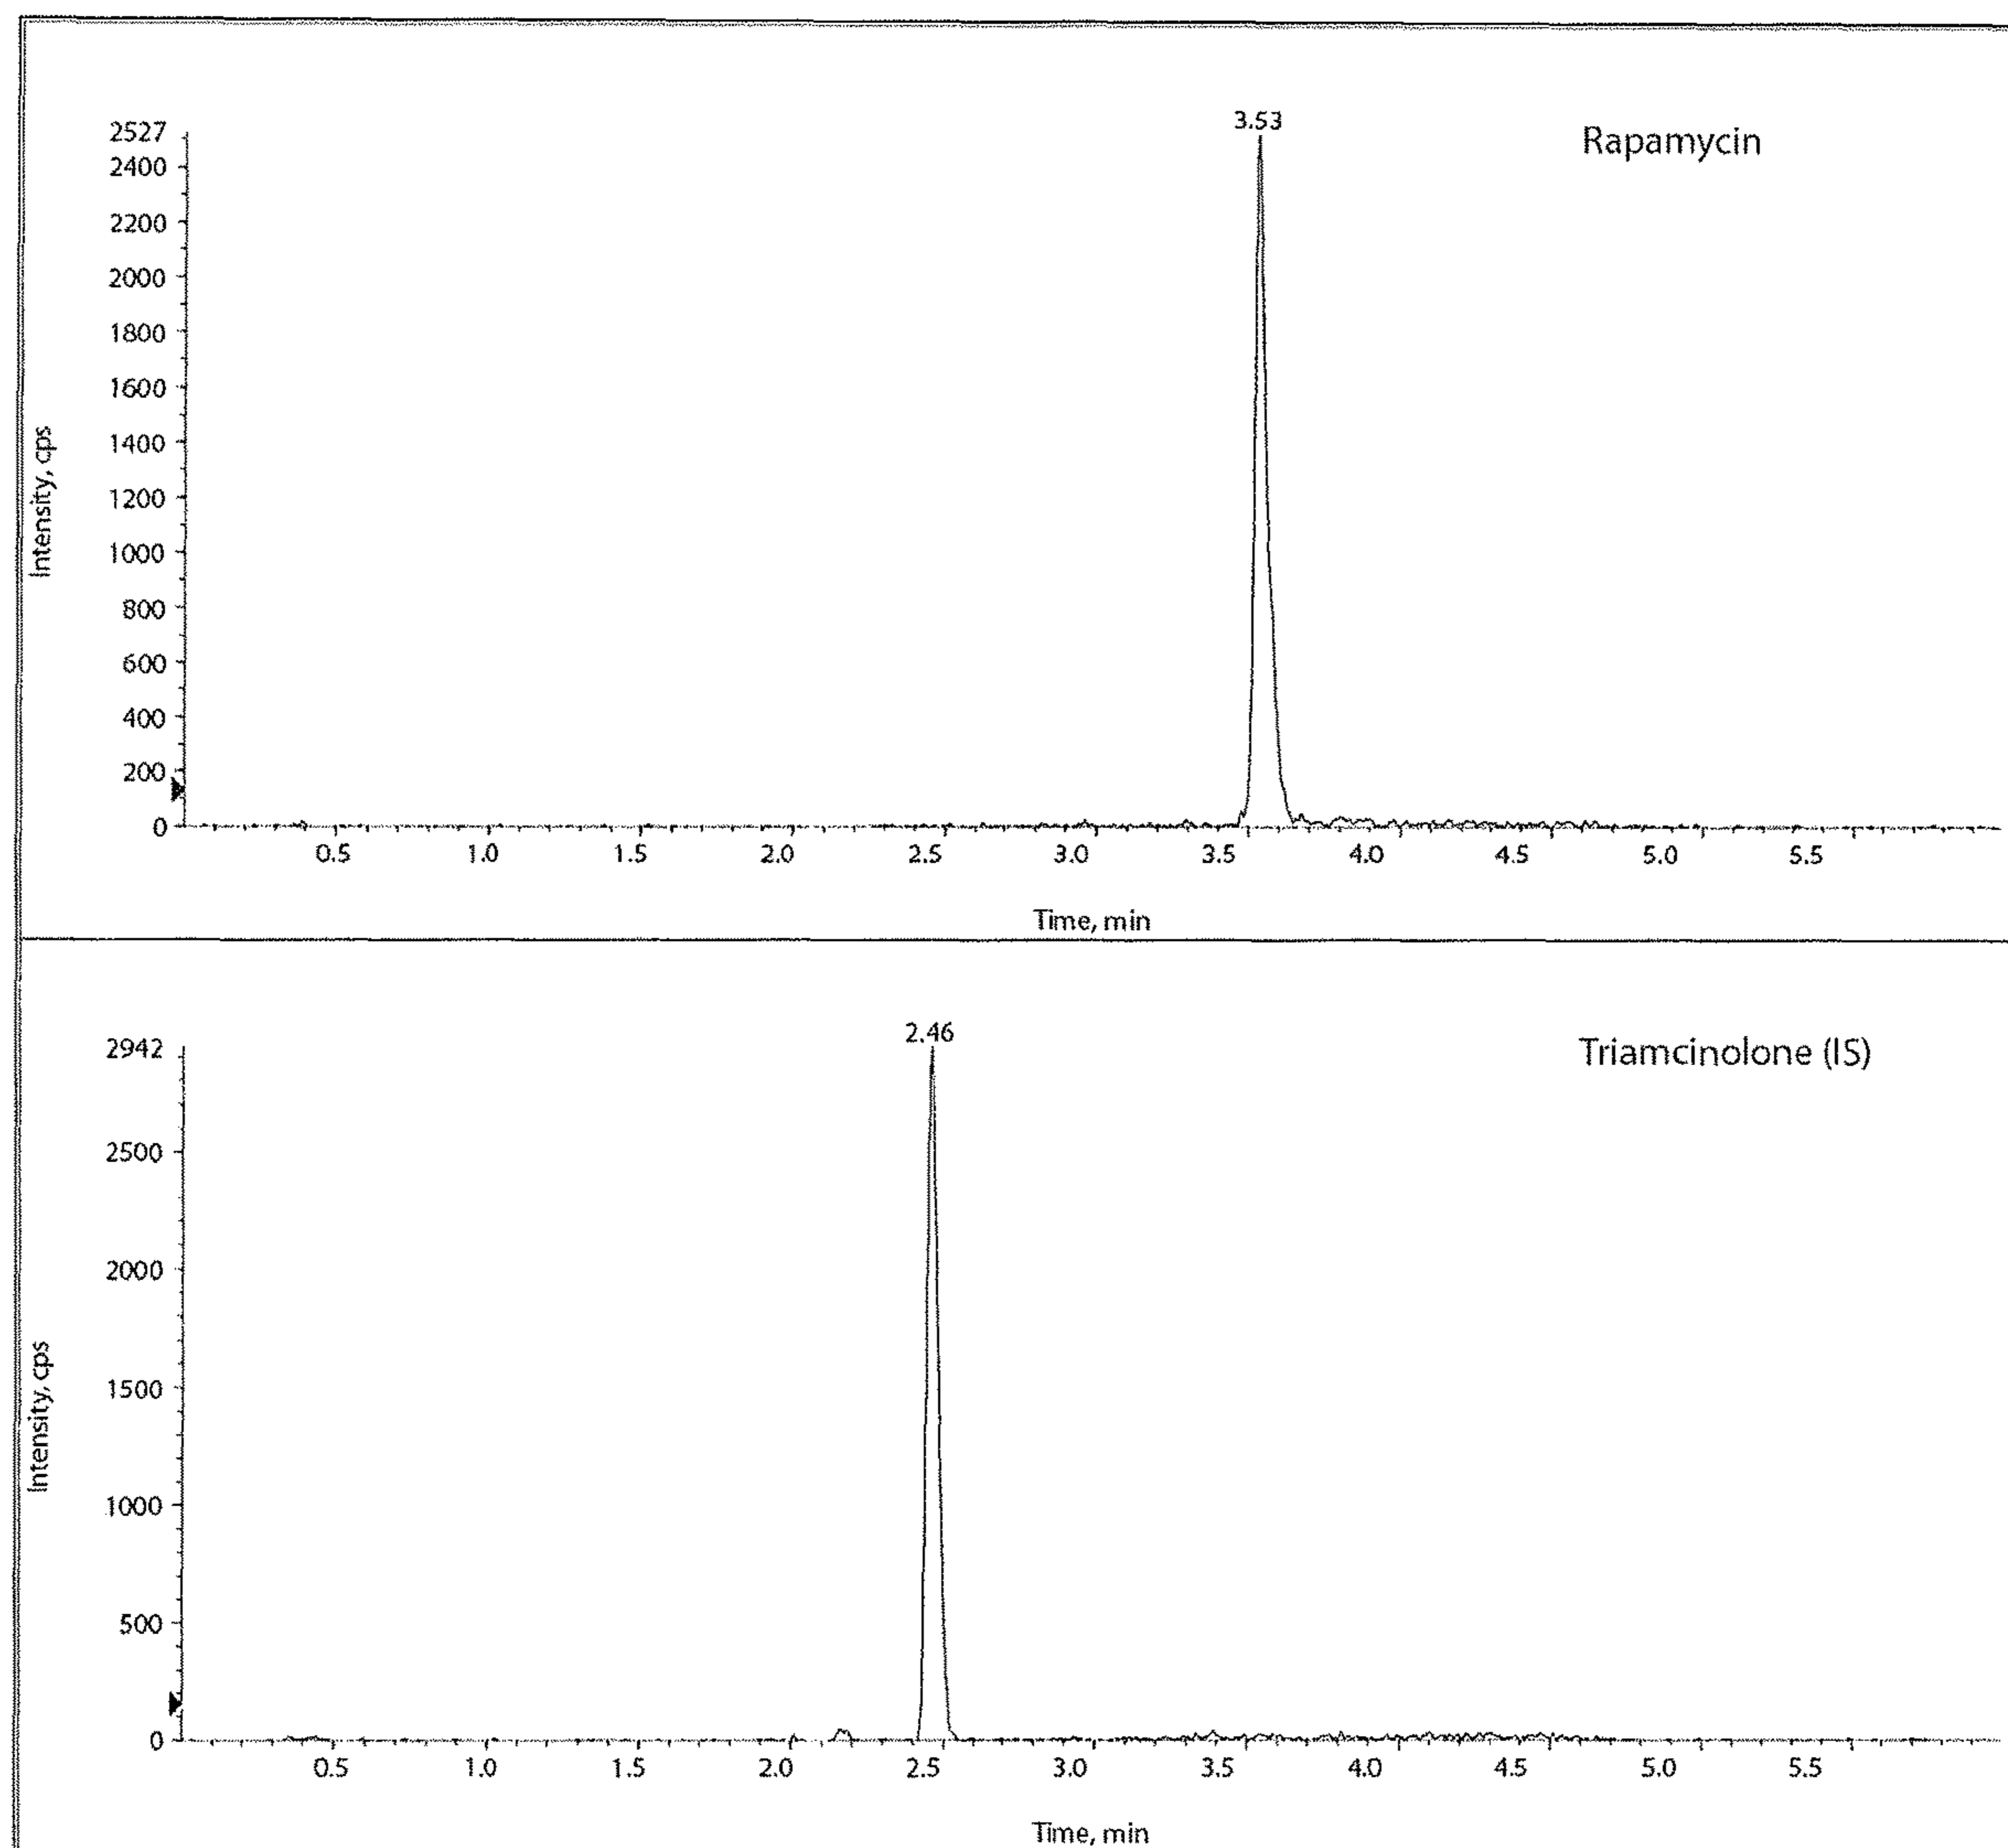 3.53
Rapamycin
2527
2400
2200
2000
1800
1600
1400
1200
1000
800
600
400
200
0
Intensity, cps
0.5 1.0 1.5 2.0 2.5 3.0 3.5 4.0 4.5 5.0 5.5
Time, min
2.46
Triamcinolone (IS)
2942
2500
2000
1500
1000
500
0
Intensity, cps
0.5 1.0 1.5 2.0 2.5 3.0 3.5 4.0 4.5 5.0 5.5
Time, min